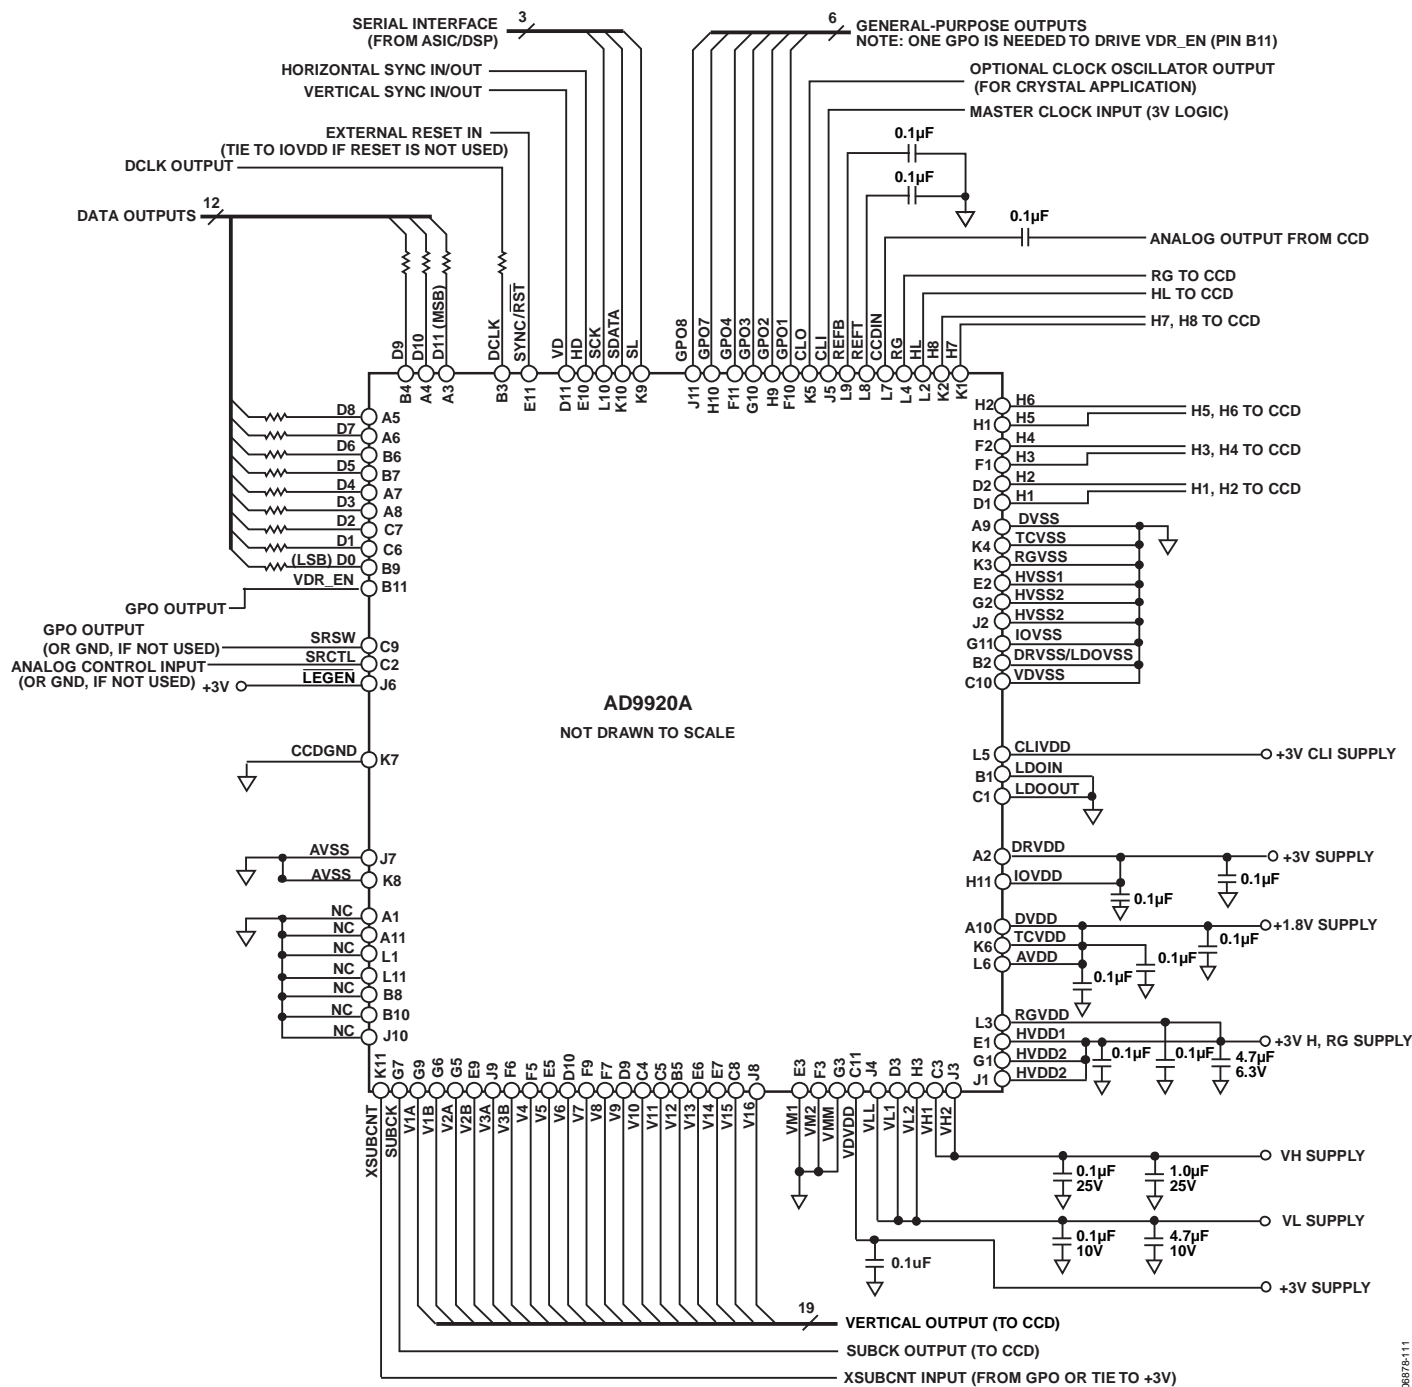 SERIAL INTERFACE
(FROM ASIC/DSP)
3
HORIZONTAL SYNC IN/OUT
VERTICAL SYNC IN/OUT
EXTERNAL RESET IN
(TIE TO IOVDD IF RESET IS NOT USED)
DCLK OUTPUT
DATA OUTPUTS
12
6
GENERAL-PURPOSE OUTPUTS
NOTE: ONE GPO IS NEEDED TO DRIVE VDR_EN (PIN B11)
OPTIONAL CLOCK OSCILLATOR OUTPUT
(FOR CRYSTAL APPLICATION)
MASTER CLOCK INPUT (3V LOGIC)
0.1µF
0.1µF
0.1µF
ANALOG OUTPUT FROM CCD
RG TO CCD
HL TO CCD
H7, H8 TO CCD
D9
D10
D11 (MSB)
DCLK
SYNC/RST
VD
HD
SCK
SDATA
SL
GPO8
GPO7
GPO4
GPO3
GPO2
GPO1
CLO
CLI
REFB
REFT
CCDIN
RG
HL
H8
H7
B4
A4
A3
B3
E11
D11
E10
L10
K10
K9
J11
H10
F11
G10
H9
F10
K5
J5
L9
L8
L7
L4
L2
K2
K1
D8
A5
D7
A6
D6
B6
D5
B7
D4
A7
D3
A8
D2
C7
D1
C6
(LSB) D0
B9
VDR_EN
B11
GPO OUTPUT
GPO OUTPUT
(OR GND, IF NOT USED)
SRSW
C9
ANALOG CONTROL INPUT
(OR GND, IF NOT USED)
SRCTL
C2
+3V
LEGEN
J6
CCDGND
K7
AVSS
J7
AVSS
K8
NC
A1
NC
A11
NC
L1
NC
L11
NC
B8
NC
B10
NC
J10
AD9920A
NOT DRAWN TO SCALE
H2
H6
H1
H5
H5, H6 TO CCD
F2
H4
F1
H3
H3, H4 TO CCD
D2
H2
D1
H1
H1, H2 TO CCD
A9
DVSS
K4
TCVSS
K3
RGVSS
E2
HVSS1
G2
HVSS2
J2
HVSS2
G11
IOVSS
B2
DRVSS/LDOVSS
C10
VDVSS
L5
CLIVDD
+3V CLI SUPPLY
B1
LDOIN
C1
LDOOUT
A2
DRVDD
+3V SUPPLY
H11
IOVDD
0.1µF
0.1µF
A10
DVDD
+1.8V SUPPLY
K6
TCVDD
L6
AVDD
0.1µF
0.1µF
0.1µF
L3
RGVDD
E1
HVDD1
+3V H, RG SUPPLY
G1
HVDD2
J1
HVDD2
0.1µF
0.1µF
4.7µF
6.3V
K11
G7
G9
G6
G5
E9
J9
F6
F5
E5
D10
F9
F7
D9
C4
C5
B5
E6
E7
C8
J8
E3
F3
G3
C11
J4
D3
H3
C3
J3
XSUBCNT
SUBCK
V1A
V1B
V2A
V2B
V3A
V3B
V4
V5
V6
V7
V8
V9
V10
V11
V12
V13
V14
V15
V16
VM1
VM2
VMM
VDVDD
VLL
VL1
VL2
VH1
VH2
VH SUPPLY
0.1µF
25V
1.0µF
25V
VL SUPPLY
0.1µF
10V
4.7µF
10V
0.1uF
+3V SUPPLY
19
VERTICAL OUTPUT (TO CCD)
SUBCK OUTPUT (TO CCD)
XSUBCNT INPUT (FROM GPO OR TIE TO +3V)
06878-111